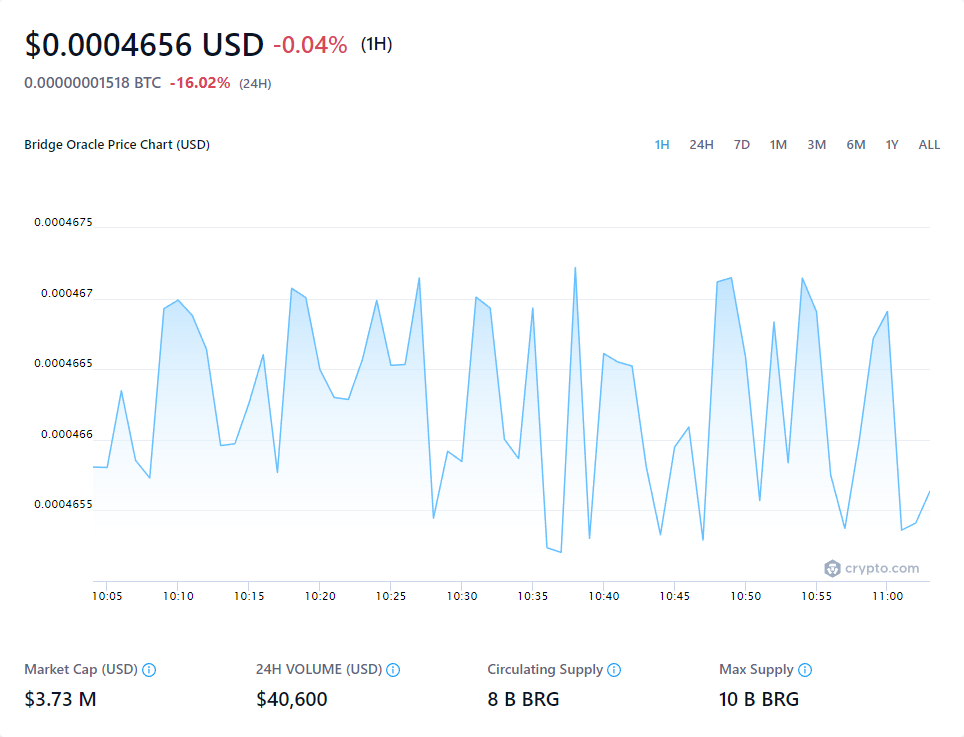 $0.0004656 USD -0.04% (1H)
0.00000001518 BTC -16.02% (24H)
Bridge Oracle Price Chart (USD) 1H 24H 7D 1M 3M 6M 1Y ALL
0.0004675
0.000467
0.0004665
0.000466
0.0004655
crypto.com
10:05 10:10 10:15 10:20 10:25 10:30 10:35 10:40 10:45 10:50 10:55 11:00
Market Cap (USD) 24H VOLUME (USD) Circulating Supply Max Supply
$3.73 M $40,600 8 B BRG 10 B BRG